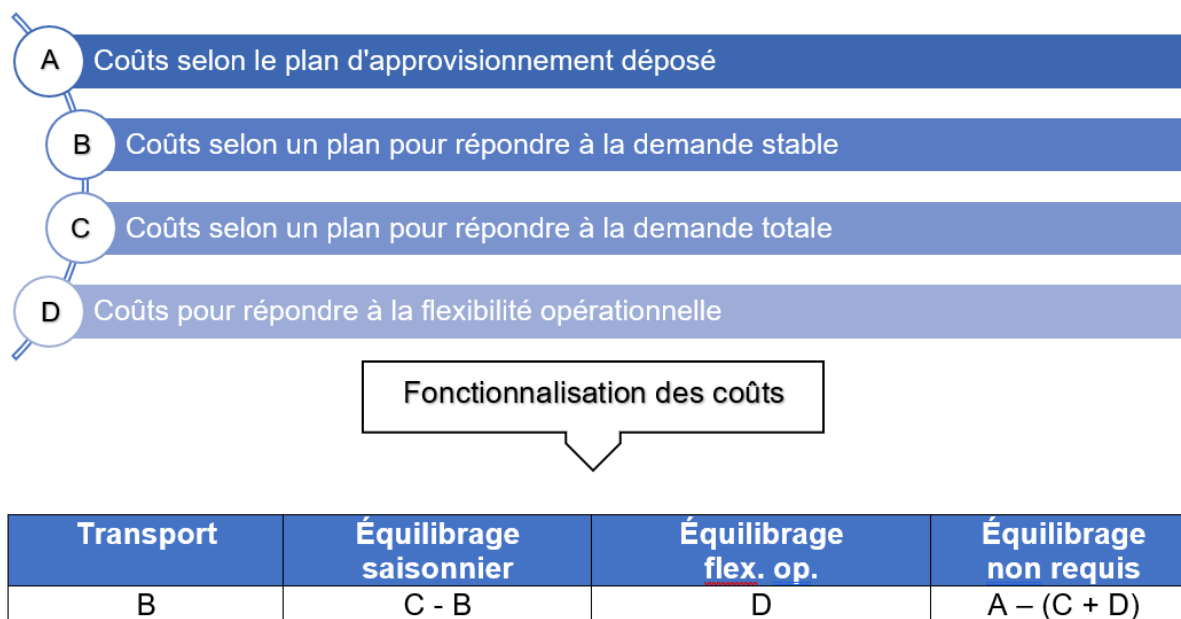 A Coûts selon le plan d'approvisionnement déposé
B Coûts selon un plan pour répondre à la demande stable
C Coûts selon un plan pour répondre à la demande totale
D Coûts pour répondre à la flexibilité opérationnelle
Fonctionnalisation des coûts
Transport Équilibrage saisonnier Équilibrage flex. op. Équilibrage non requis
B C - B D A – (C + D)